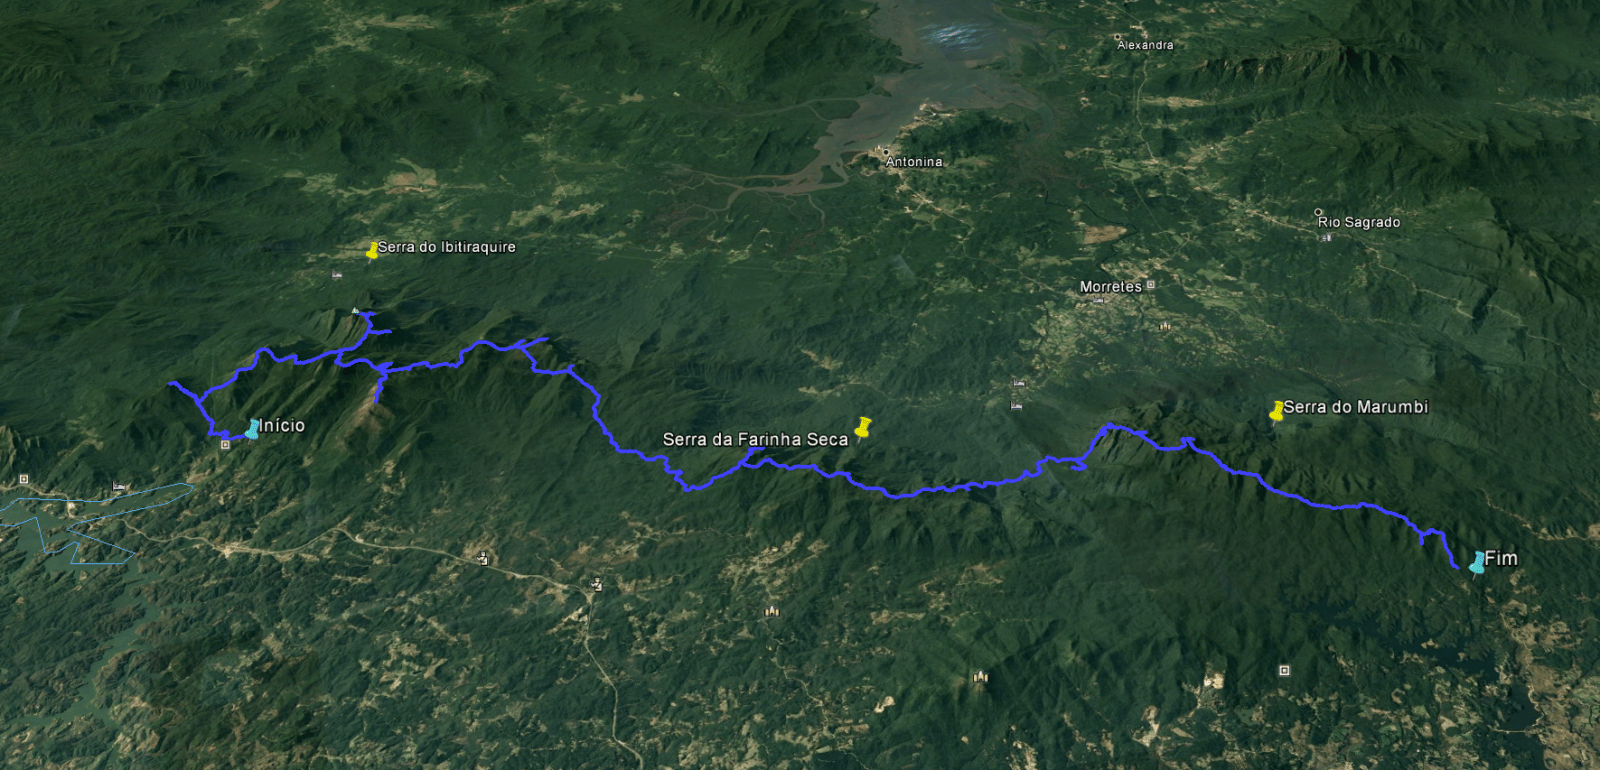 Alexandra
Antonina
Rio Sagrado
Serra do Ibitiraquire
Morretes
Serra do Marumbi
Início
Serra da Farinha Seca
Fim